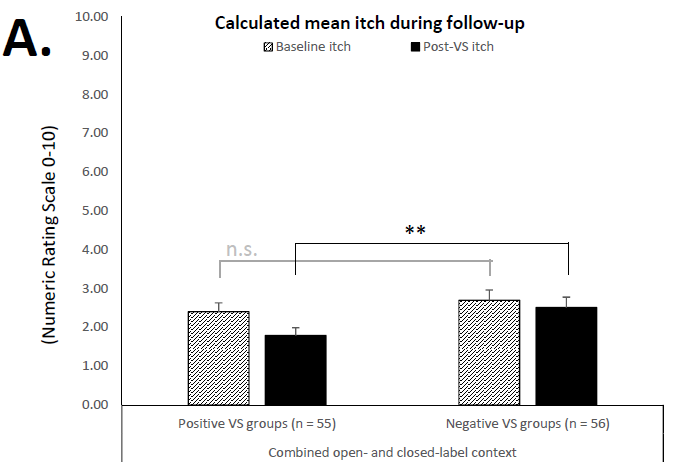 A.
Calculated mean itch during follow-up
Baseline itch Post-VS itch
(Numeric Rating Scale 0-10)
10.00
9.00
8.00
7.00
6.00
5.00
4.00
3.00
2.00
1.00
0.00
n.s.
**
Positive VS groups (n = 55) Negative VS groups (n = 56)
Combined open- and closed-label context